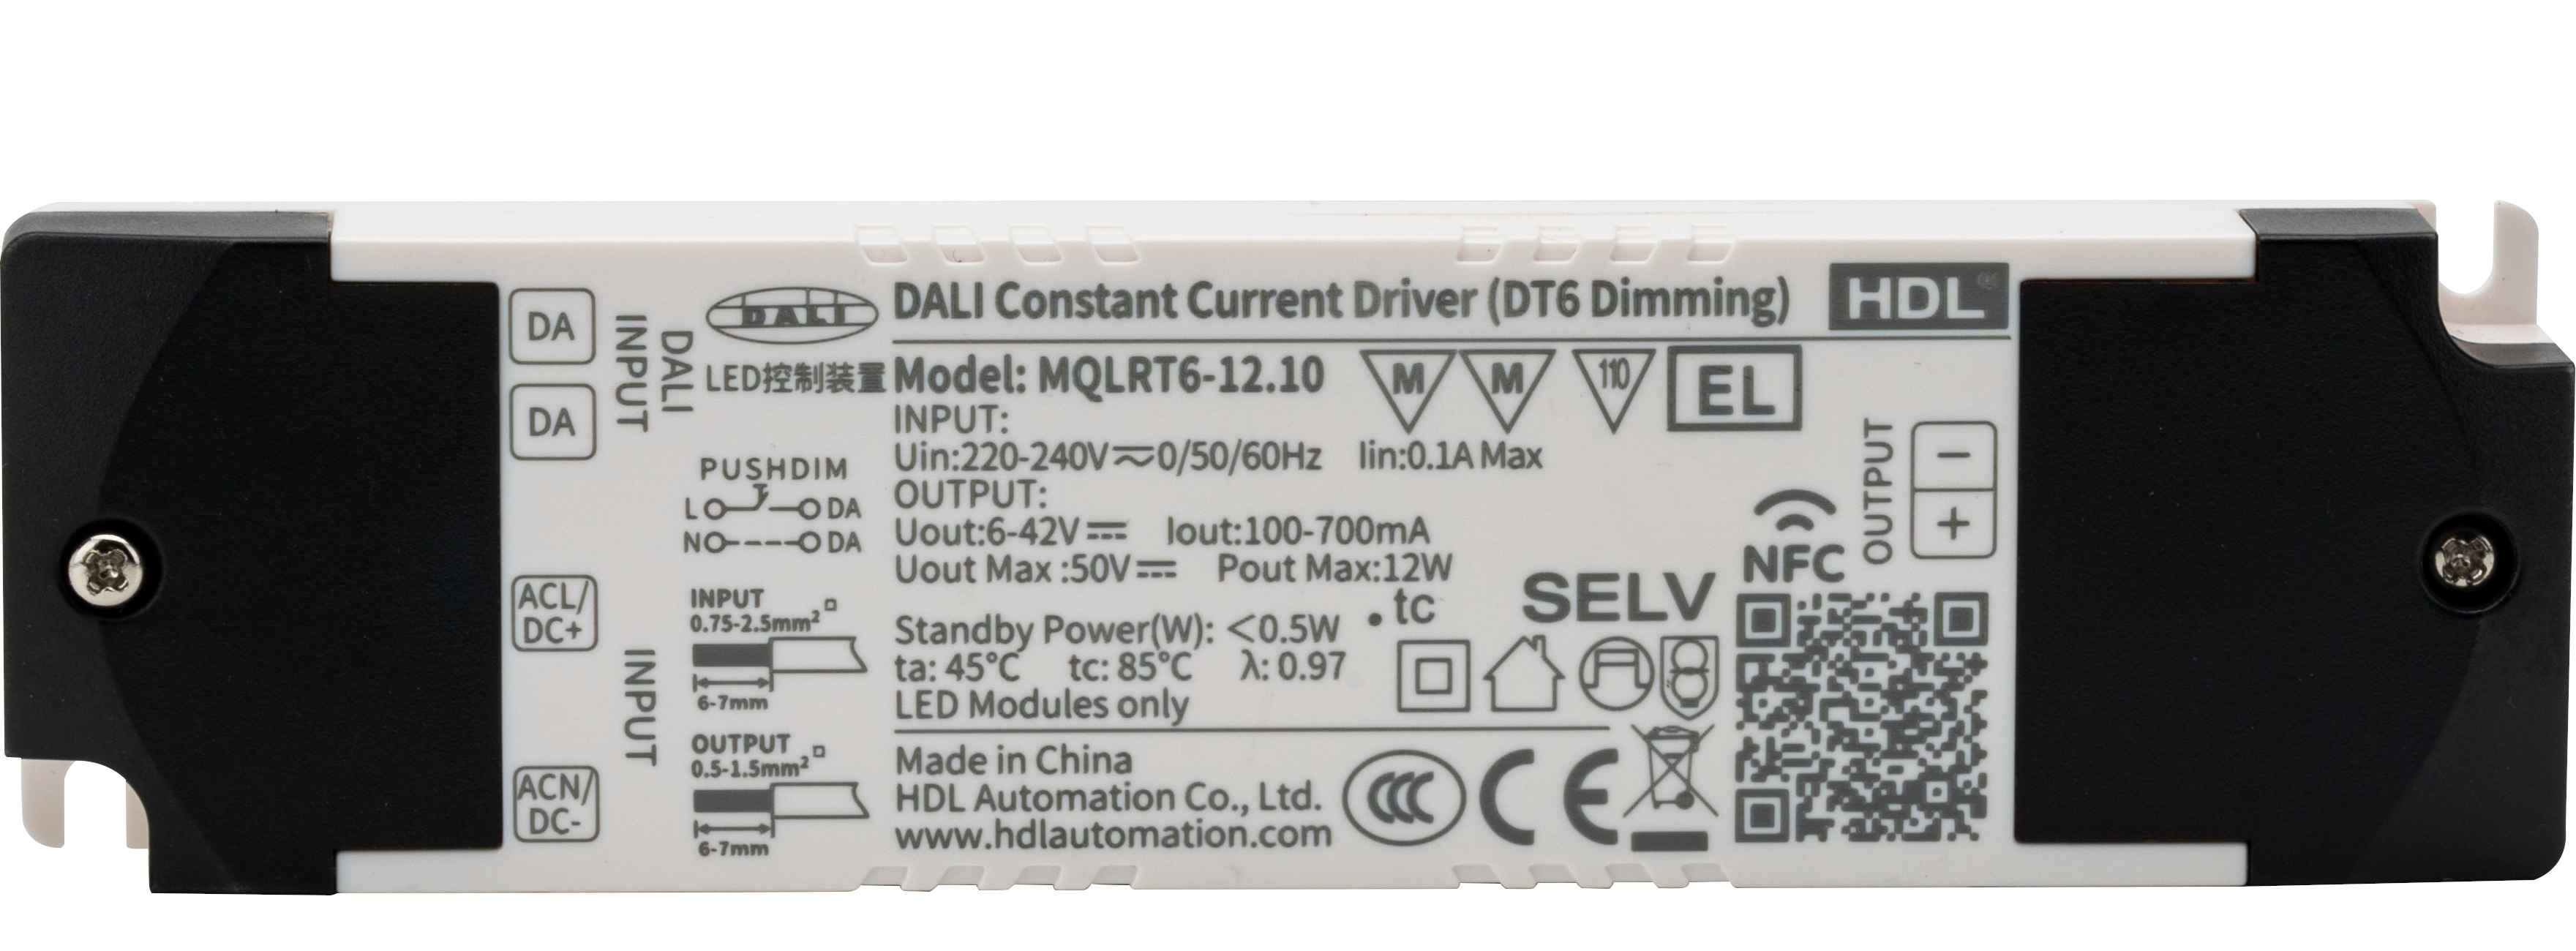 DA
DA
DALI
INPUT
DALI
LED控制装置
DALI Constant Current Driver (DT6 Dimming)
HDL
Model: MQLRT6-12.10
M
M
110
EL
INPUT:
Uin:220-240V⎓~0/50/60Hz Iin:0.1A Max
OUTPUT:
Uout:6-42V⎓ Iout:100-700mA
Uout Max :50V⎓ Pout Max:12W
Standby Power(W): <0.5W
ta: 45°C tc: 85°C λ: 0.97
LED Modules only
•tc
SELV
Made in China
HDL Automation Co., Ltd.
www.hdlautomation.com
CCC
CE
PUSHDIM
L DA
N DA
ACL/
DC+
INPUT
ACN/
DC-
INPUT
0.75-2.5mm²
6-7mm
OUTPUT
0.5-1.5mm²
6-7mm
NFC
OUTPUT
−
+